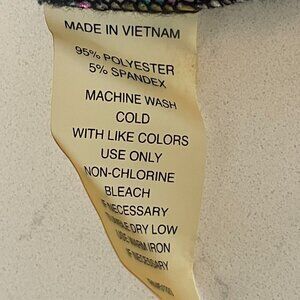 MADE IN VIETNAM
95% POLYESTER
5% SPANDEX
MACHINE WASH
COLD
WITH LIKE COLORS
USE ONLY
NON-CHLORINE
BLEACH
IF NECESSARY
TUMBLE DRY LOW
USE WARM IRON
IF NECESSARY